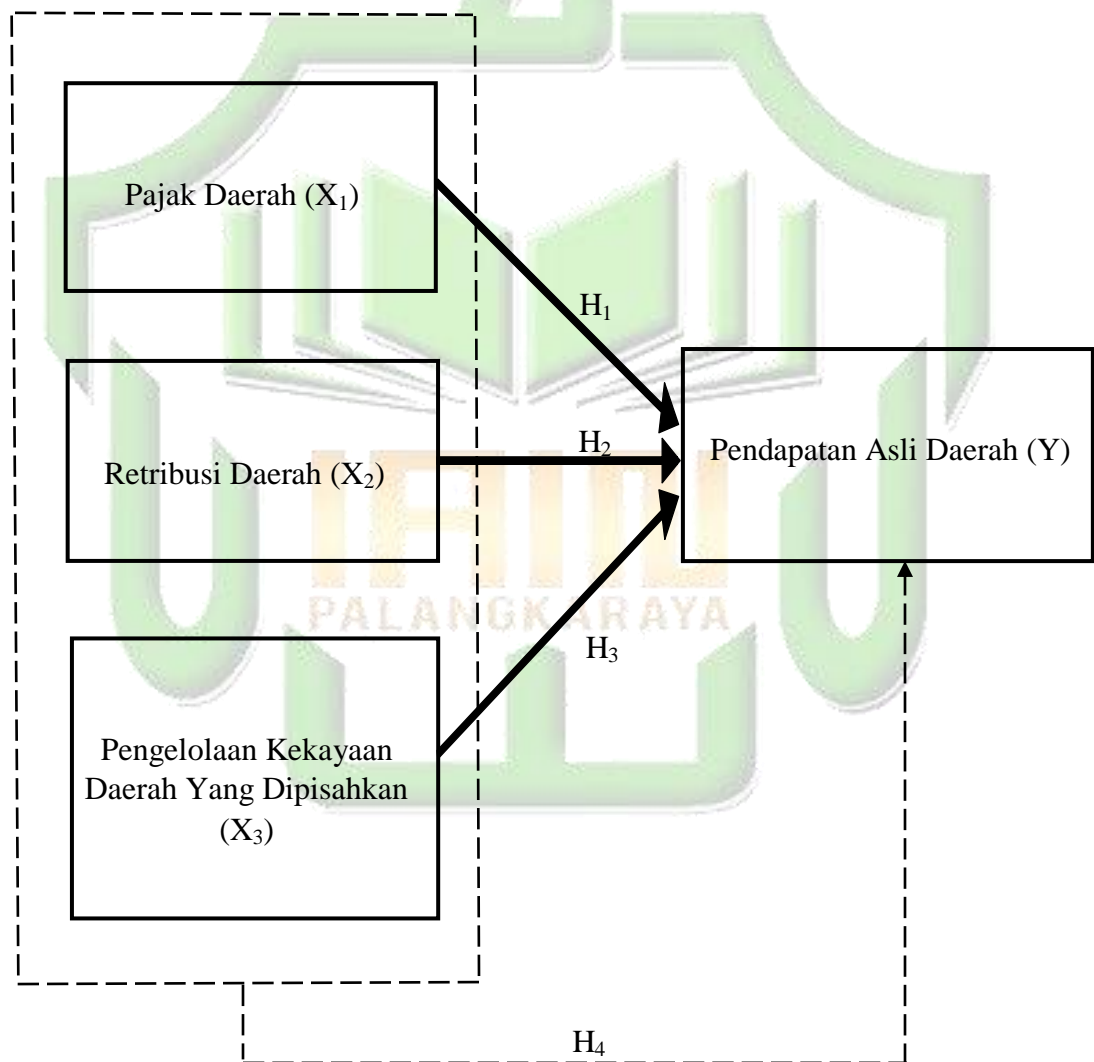 Pajak Daerah (X₁)
H₁
Retribusi Daerah (X₂)
H₂
Pendapatan Asli Daerah (Y)
IAIN
PALANGKARAYA
H₃
Pengelolaan Kekayaan
Daerah Yang Dipisahkan
(X₃)
H₄